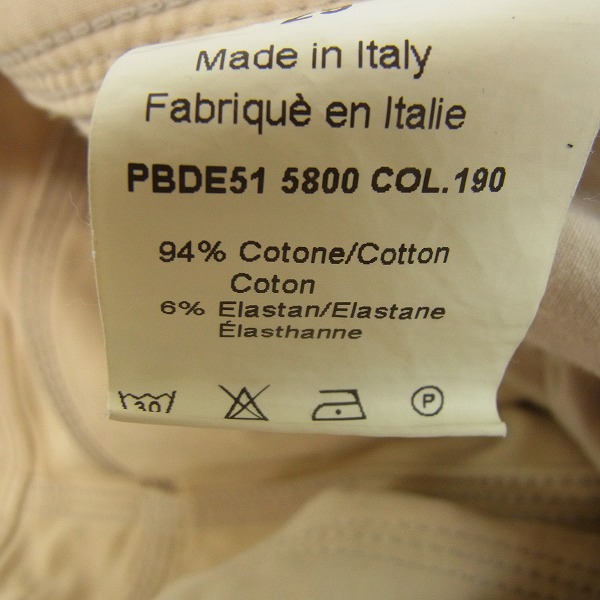 Made in Italy
Fabriquè en Italie
PBDE51 5800 COL.190
94% Cotone/Cotton
Coton
6% Elastan/Elastane
Élasthanne
30
P